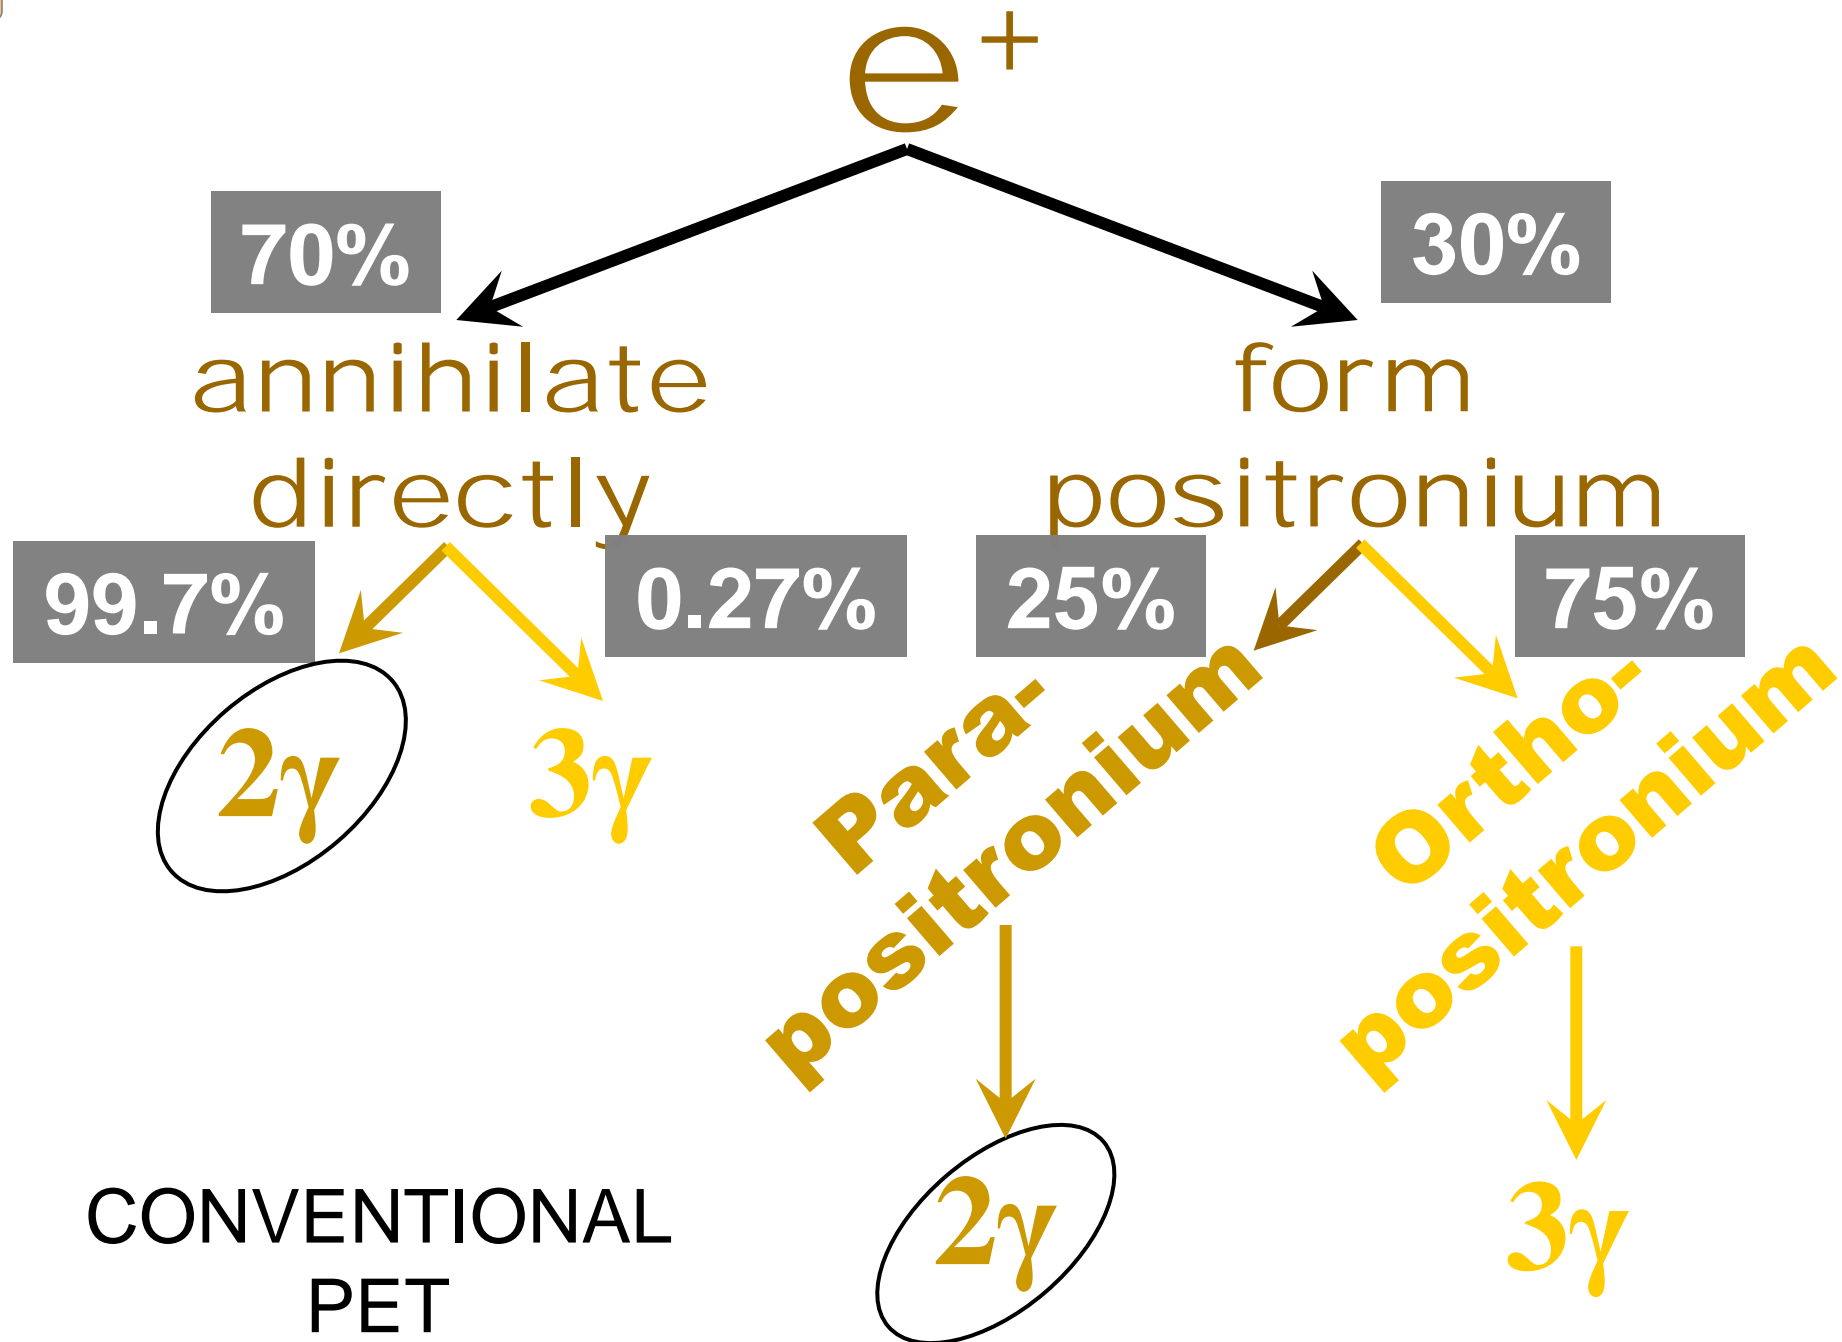 e⁺
70%
30%
annihilate
directly
form
positronium
99.7%
0.27%
25%
75%
2γ
3γ
Para-
positronium
Ortho-
positronium
2γ
3γ
CONVENTIONAL
PET